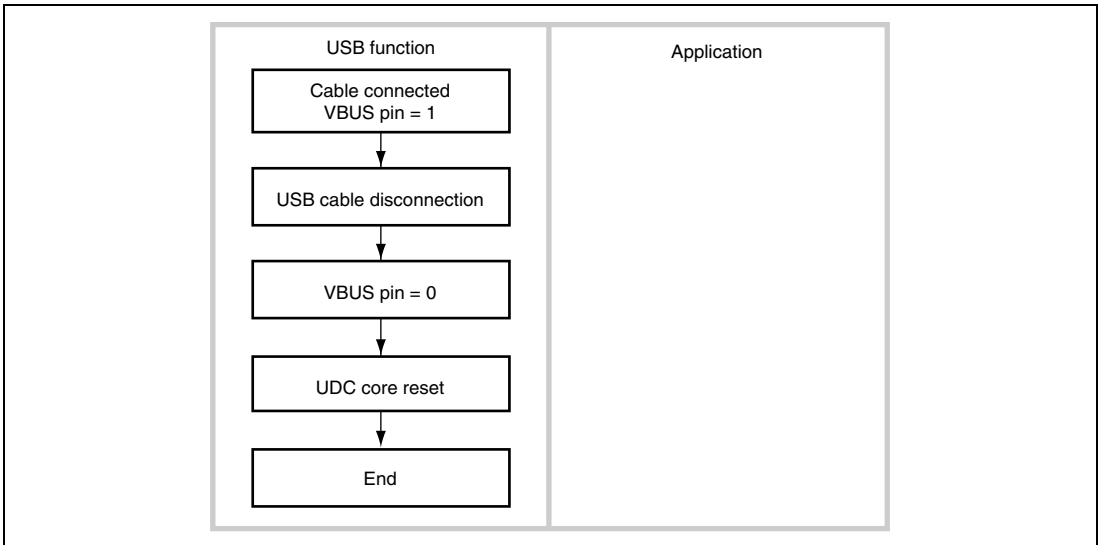 USB function
Application
Cable connected
VBUS pin = 1
USB cable disconnection
VBUS pin = 0
UDC core reset
End